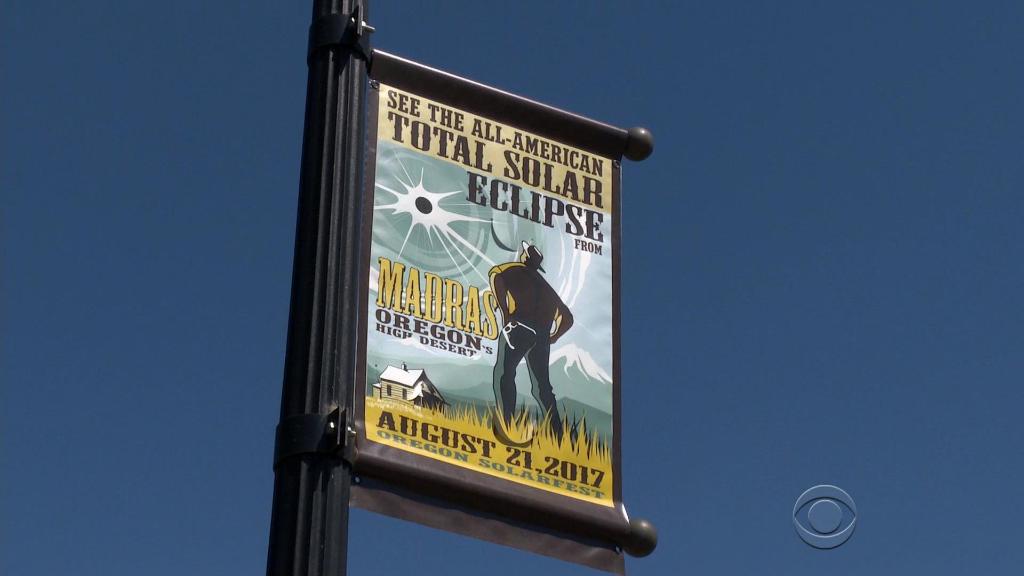 SEE THE ALL-AMERICAN
TOTAL SOLAR
ECLIPSE
FROM
MADRAS
OREGON's
HIGH DESERT
AUGUST 21, 2017
OREGON SOLARFEST